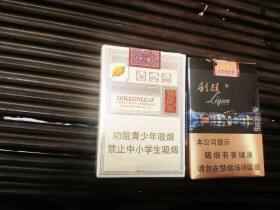 GOLDENLEAF
劝阻青少年吸烟
禁止中小学生吸烟
利群
Liqun
本公司提示
吸烟有害健康
请勿在禁烟场所吸烟